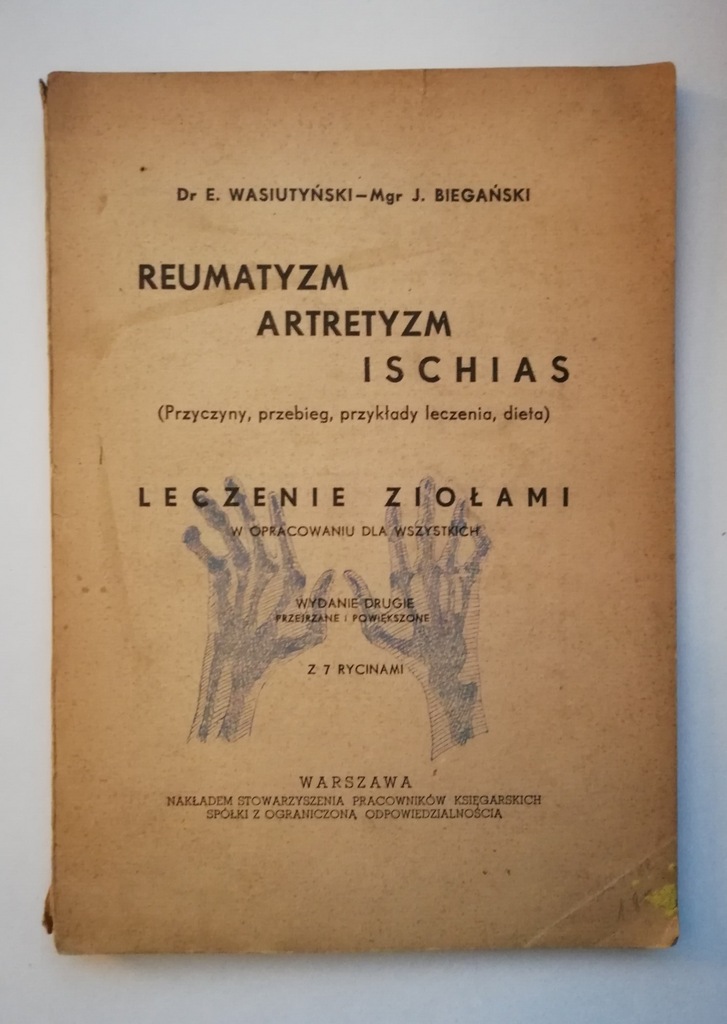 Dr E. WASIUTYŃSKI – Mgr J. BIEGAŃSKI
REUMATYZM
ARTRETYZM
ISCHIAS
(Przyczyny, przebieg, przykłady leczenia, dieta)
LECZENIE ZIOŁAMI
W OPRACOWANIU DLA WSZYSTKICH
WYDANIE DRUGIE
PRZEJRZANE I POWIĘKSZONE
Z 7 RYCINAMI
WARSZAWA
NAKŁADEM STOWARZYSZENIA PRACOWNIKÓW KSIĘGARSKICH
SPÓŁKI Z OGRANICZONĄ ODPOWIEDZIALNOŚCIĄ